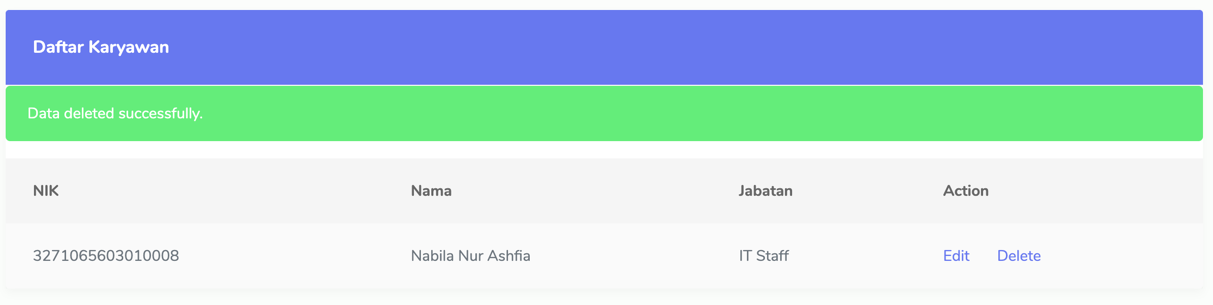 Daftar Karyawan
Data deleted successfully.
NIK Nama Jabatan Action
3271065603010008 Nabila Nur Ashfia IT Staff Edit Delete